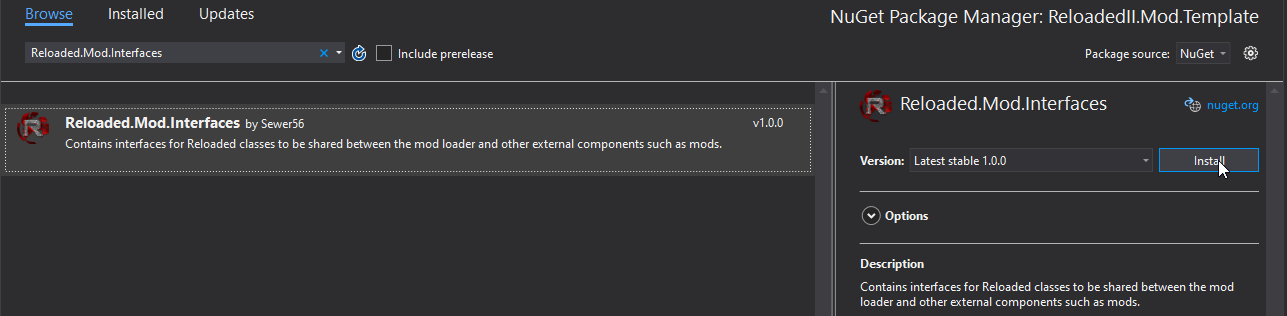 Browse Installed Updates NuGet Package Manager: ReloadedII.Mod.Template
Reloaded.Mod.Interfaces Include prerelease Package source: NuGet
Reloaded.Mod.Interfaces by Sewer56 v1.0.0
Contains interfaces for Reloaded classes to be shared between the mod loader and other external components such as mods.
R
R Reloaded.Mod.Interfaces nuget.org
Version: Latest stable 1.0.0 Install
Options
Description
Contains interfaces for Reloaded classes to be shared between the mod
loader and other external components such as mods.